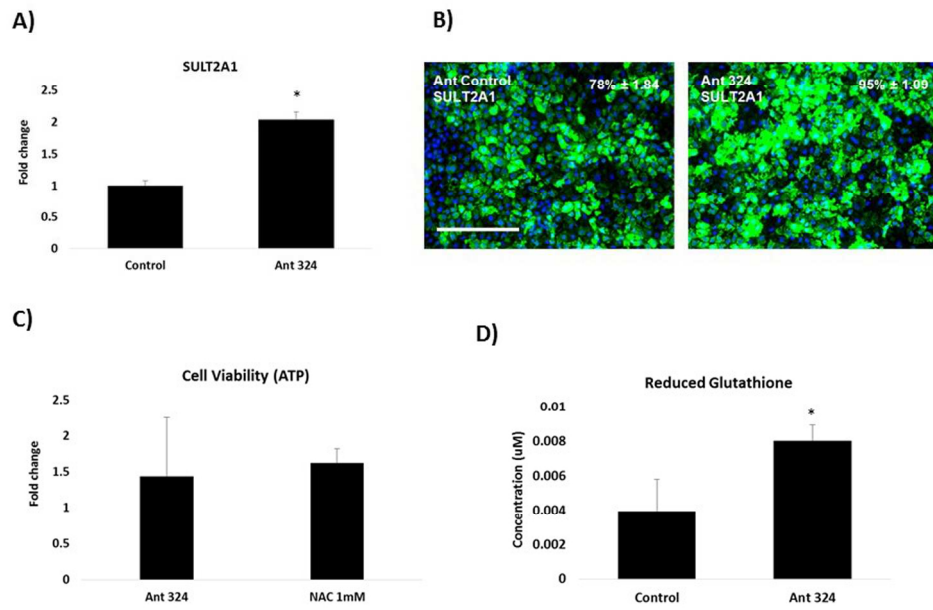 A)
SULT2A1
Fold change
2.5
2
1.5
1
0.5
0
*
Control
Ant 324
B)
Ant Control
SULT2A1
78% ± 1.84
Ant 324
SULT2A1
95% ± 1.09
C)
Cell Viability (ATP)
Fold change
2.5
2
1.5
1
0.5
0
Ant 324
NAC 1mM
D)
Reduced Glutathione
Concentration (uM)
0.01
0.008
0.006
0.004
0.002
0
*
Control
Ant 324